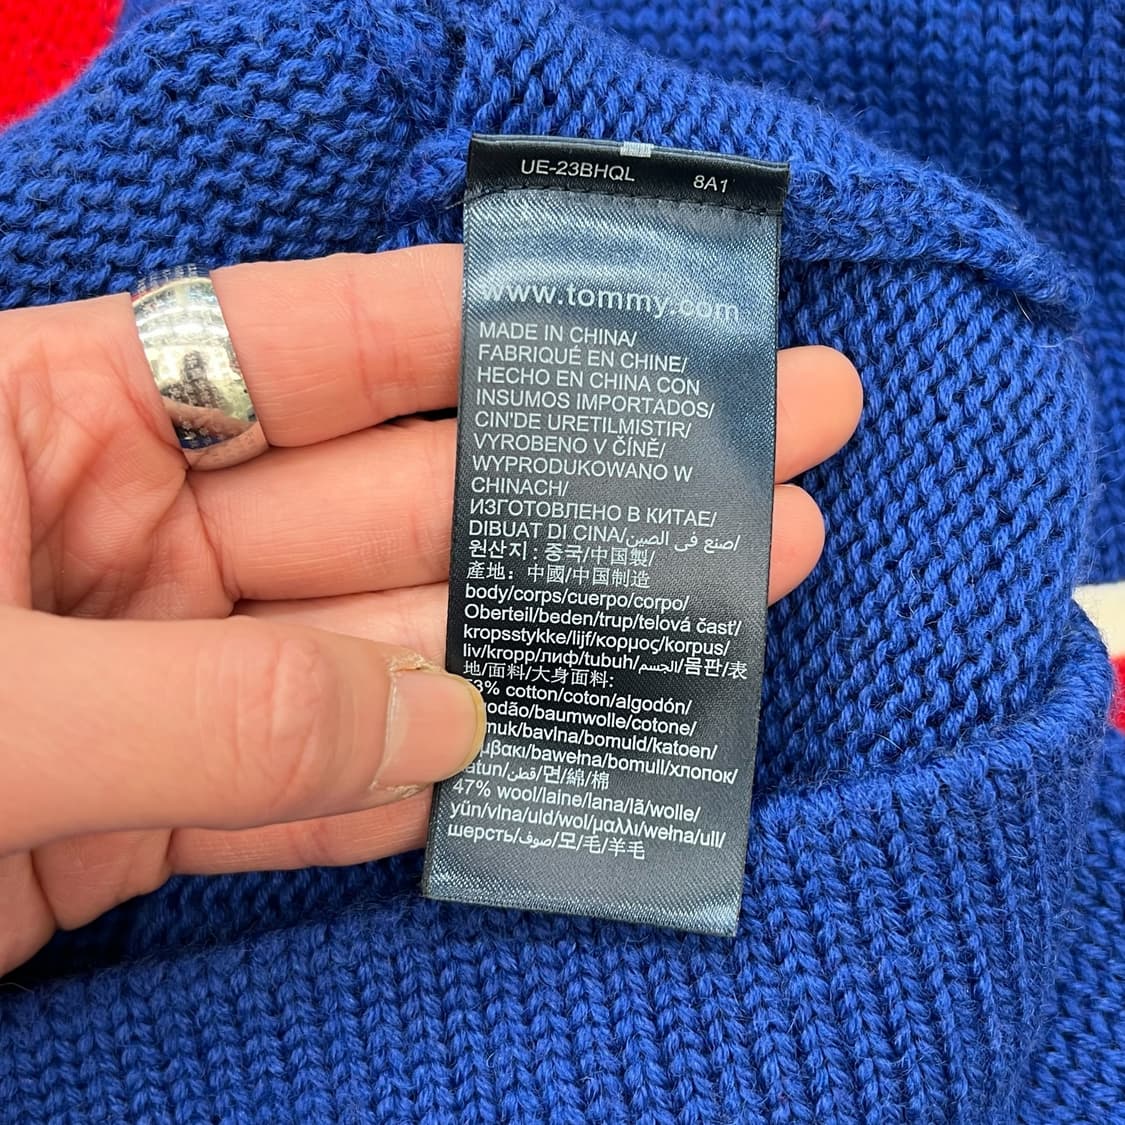 UE-23BHQL 8A1
www.tommy.com
MADE IN CHINA/
FABRIQUÉ EN CHINE/
HECHO EN CHINA CON
INSUMOS IMPORTADOS/
CIN'DE URETILMISTIR/
VYROBENO V ČÍNĚ/
WYPRODUKOWANO W
CHINACH/
ИЗГОТОВЛЕНО В КИТАЕ/
DIBUAT DI CINA/صنع في الصين/
원산지 : 중국/中国製/
產地：中國/中国制造
body/corps/cuerpo/corpo/
Oberteil/beden/trup/telová časť/
kropsstykke/lijf/κορμος/korpus/
liv/kropp/лиф/tubuh/الجسم/몸판/表
地/面料/大身面料:
53% cotton/coton/algodón/
baumwolle/cotone/
bavlna/bomuld/katoen/
bawełna/bomull/хлопок/
قطن/면/綿/棉
47% wool/laine/lana/lã/wolle/
yűn/vlna/uld/wol/μαλλι/wełna/ull/
шерсть/صوف/모/毛/羊毛